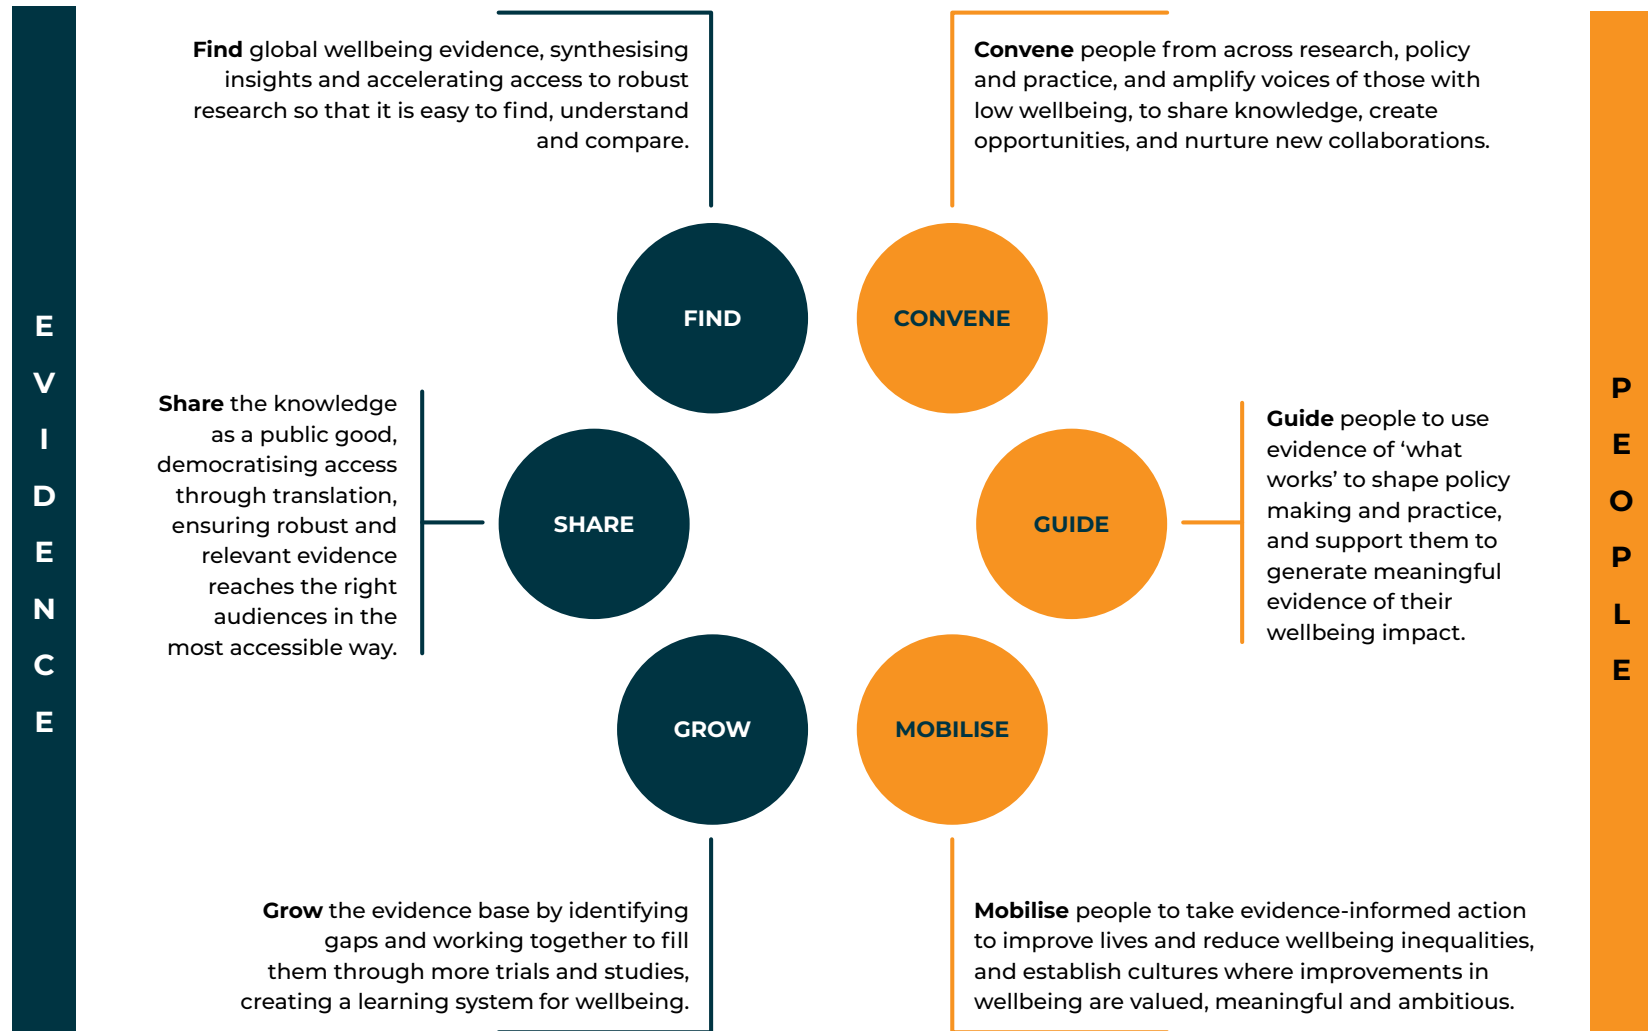 EVIDENCE
Find global wellbeing evidence, synthesising
insights and accelerating access to robust
research so that it is easy to find, understand
and compare.
Convene people from across research, policy
and practice, and amplify voices of those with
low wellbeing, to share knowledge, create
opportunities, and nurture new collaborations.
FIND
CONVENE
Share the knowledge
as a public good,
democratising access
through translation,
ensuring robust and
relevant evidence
reaches the right
audiences in the
most accessible way.
SHARE
GUIDE
Guide people to use
evidence of ‘what
works’ to shape policy
making and practice,
and support them to
generate meaningful
evidence of their
wellbeing impact.
GROW
MOBILISE
Grow the evidence base by identifying
gaps and working together to fill
them through more trials and studies,
creating a learning system for wellbeing.
Mobilise people to take evidence-informed action
to improve lives and reduce wellbeing inequalities,
and establish cultures where improvements in
wellbeing are valued, meaningful and ambitious.
PEOPLE